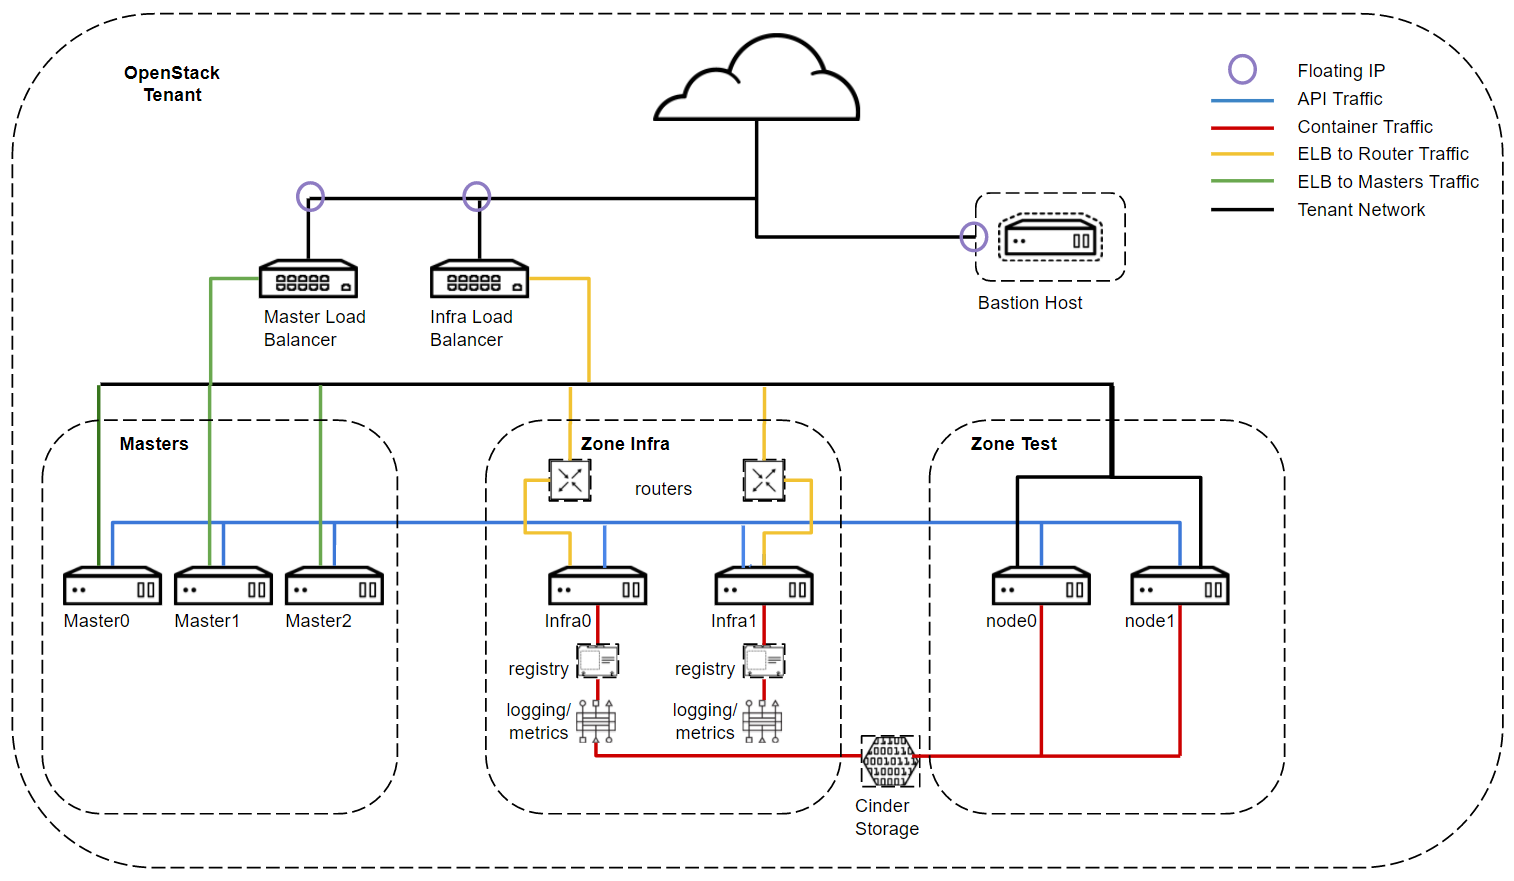 OpenStack
Tenant
Floating IP
API Traffic
Container Traffic
ELB to Router Traffic
ELB to Masters Traffic
Tenant Network
Bastion Host
Master Load
Balancer
Infra Load
Balancer
Masters
Zone Infra
Zone Test
routers
Master0
Master1
Master2
Infra0
Infra1
node0
node1
registry
registry
logging/
metrics
logging/
metrics
Cinder
Storage